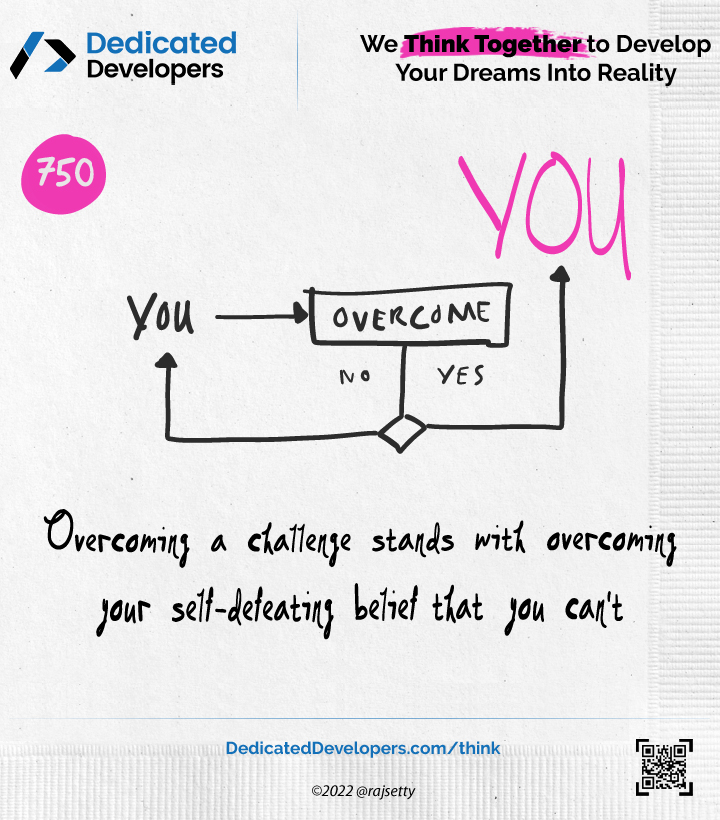 Dedicated
Developers
We Think Together to Develop
Your Dreams Into Reality
750
YOU
YOU
OVERCOME
NO YES
Overcoming a challenge stands with overcoming
your self-defeating belief that you can't
DedicatedDevelopers.com/think
©2022 @rajsetty